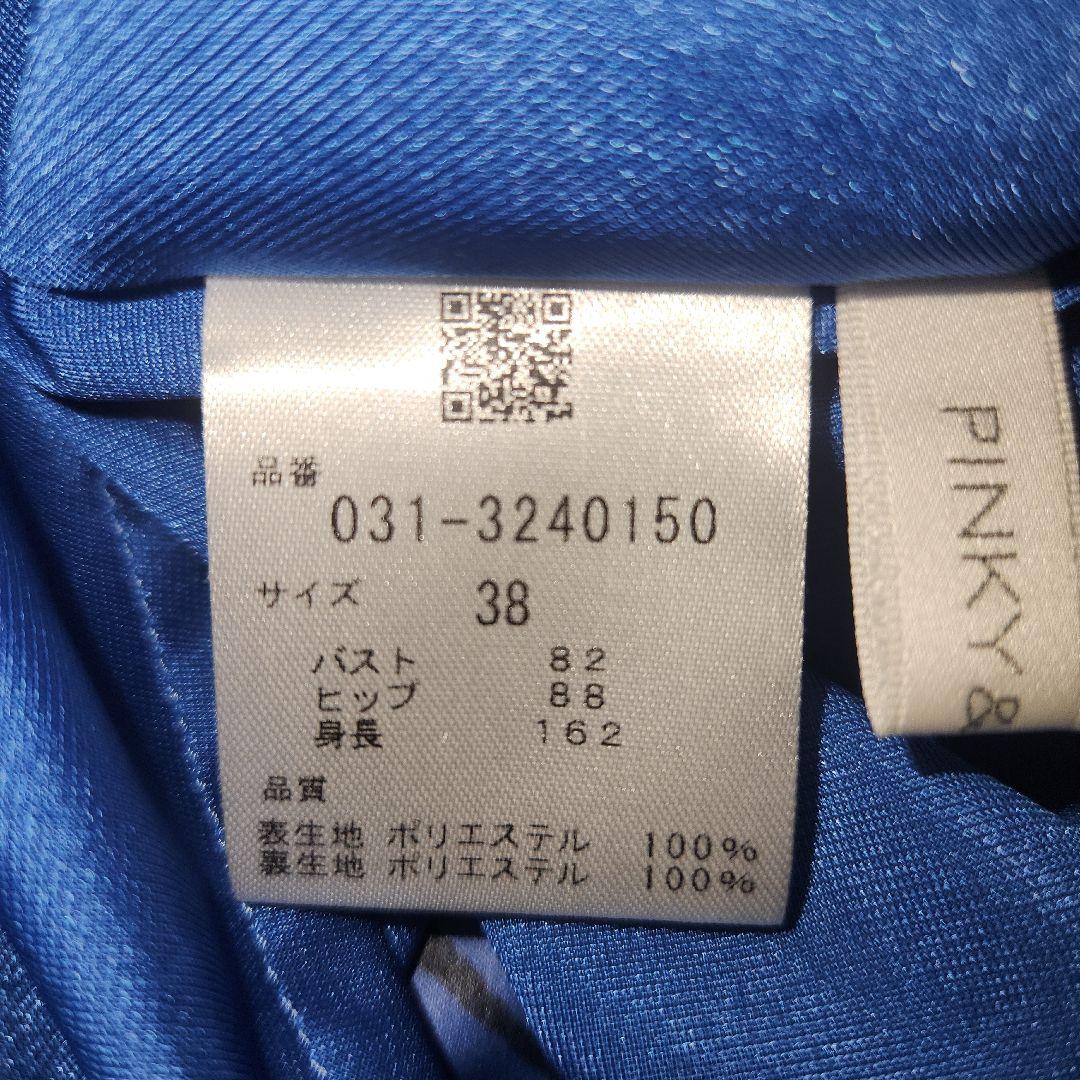 品番
031-3240150
サイズ 38
バスト 82
ヒップ 88
身長 162
品質
表生地 ポリエステル 100%
裏生地 ポリエステル 100%
PINKY &